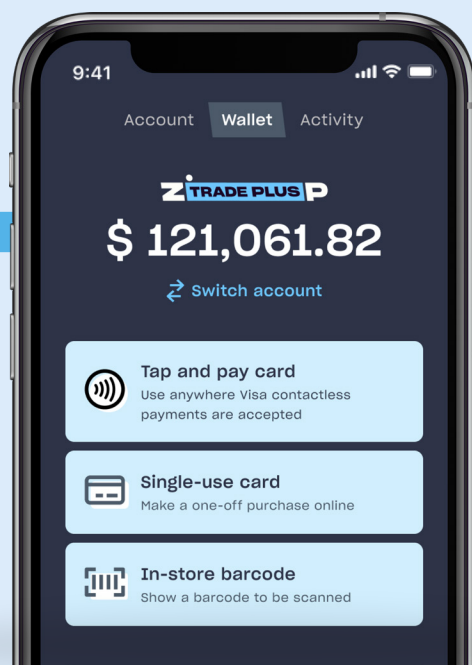 9:41
Account Wallet Activity
ZiP TRADE PLUS
$ 121,061.82
Switch account
Tap and pay card
Use anywhere Visa contactless
payments are accepted
Single-use card
Make a one-off purchase online
In-store barcode
Show a barcode to be scanned